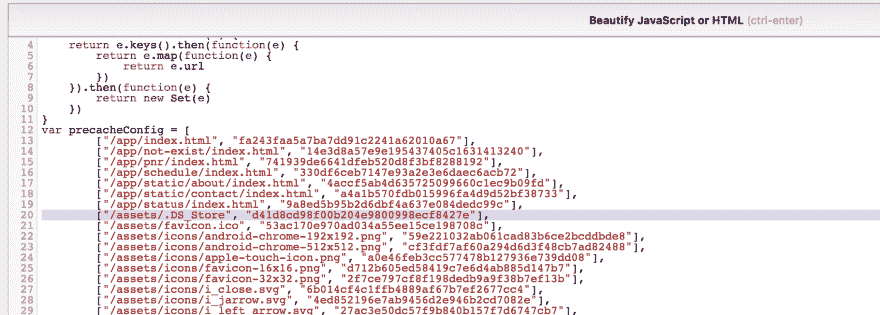 Beautify JavaScript or HTML (ctrl-enter)
4 return e.keys().then(function(e) {
5 return e.map(function(e) {
6 return e.url
7 })
8 }).then(function(e) {
9 return new Set(e)
10 })
11 }
12 var precacheConfig = [
13 ["/app/index.html", "fa243faa5a7ba7dd91c2241a62010a67"],
14 ["/app/not-exist/index.html", "14e3d8a57e9e195437405c1631413240"],
15 ["/app/pnr/index.html", "741939de6641dfeb520d8f3bf8288192"],
16 ["/app/schedule/index.html", "330df6ceb7147e93a2e3e6daec6acb72"],
17 ["/app/static/about/index.html", "4accf5ab4d635725099660c1ec9b09fd"],
18 ["/app/static/contact/index.html", "a4a1b570fdb015996fa4d9d52bf38733"],
19 ["/app/status/index.html", "9a8ed5b95b2d6dbf4a637e084dedc99c"],
20 ["/assets/.DS_Store", "d41d8cd98f00b204e9800998ecf8427e"],
21 ["/assets/favicon.ico", "53ac170e970ad034a55ee15ce198708c"],
22 ["/assets/icons/android-chrome-192x192.png", "59e221032ab061cad83b6ce2bcddbde8"],
23 ["/assets/icons/android-chrome-512x512.png", "cf3fdf7af60a294d6d3f48cb7ad82488"],
24 ["/assets/icons/apple-touch-icon.png", "a0e46feb3cc577478b127936e739dd08"],
25 ["/assets/icons/favicon-16x16.png", "d712b605ed58419c7e6d4ab885d147b7"],
26 ["/assets/icons/favicon-32x32.png", "2f7ce797cf8f198dedb9a9f38b7ef13b"],
27 ["/assets/icons/i_close.svg", "6b014cf4c1ffb4889af67b7ef2677cc4"],
28 ["/assets/icons/i_jarrow.svg", "4ed852196e7ab9456d2e946b2cd7082e"],
29 ["/assets/icons/i_left_arrow.svg", "27ac3e50dc57f9b840b157f7d6747cb7"],